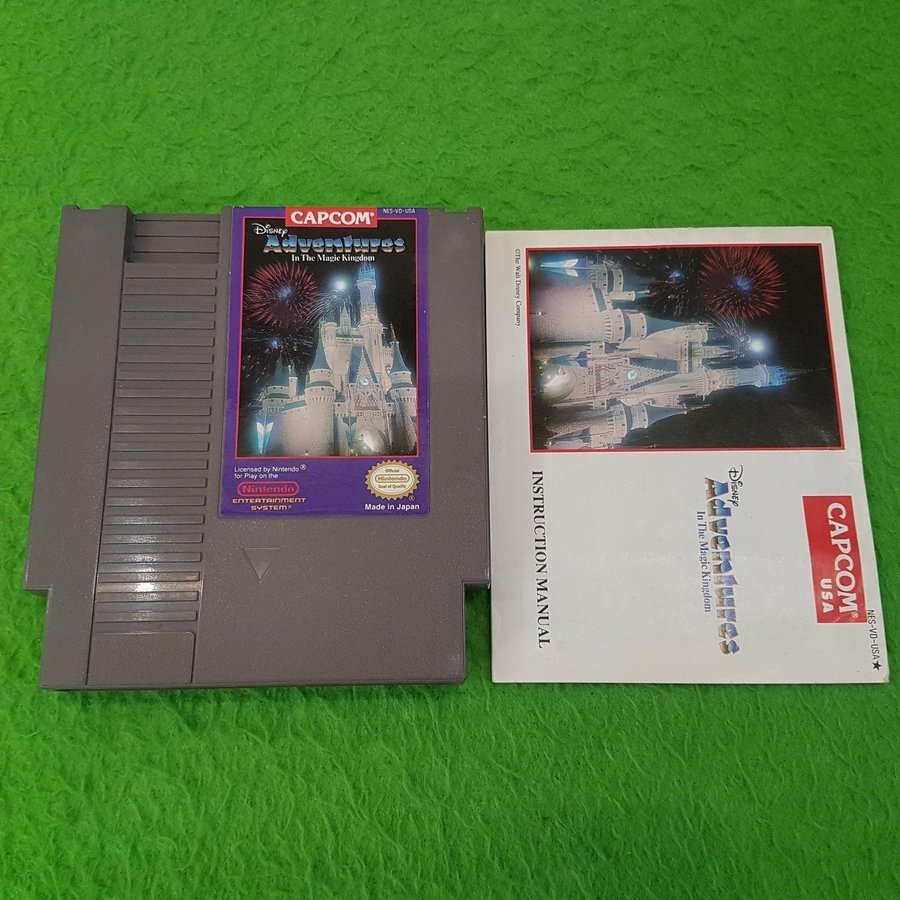 CAPCOM®
NES-VD-USA
Disney
Adventures
In The Magic Kingdom
Licensed by Nintendo®
for Play on the
Nintendo
ENTERTAINMENT
SYSTEM®
Official
Nintendo
Seal of Quality
Made in Japan
©The Walt Disney Company.
Disney
Adventures
In The Magic Kingdom
INSTRUCTION MANUAL
CAPCOM®
USA
NES-VD-USA★